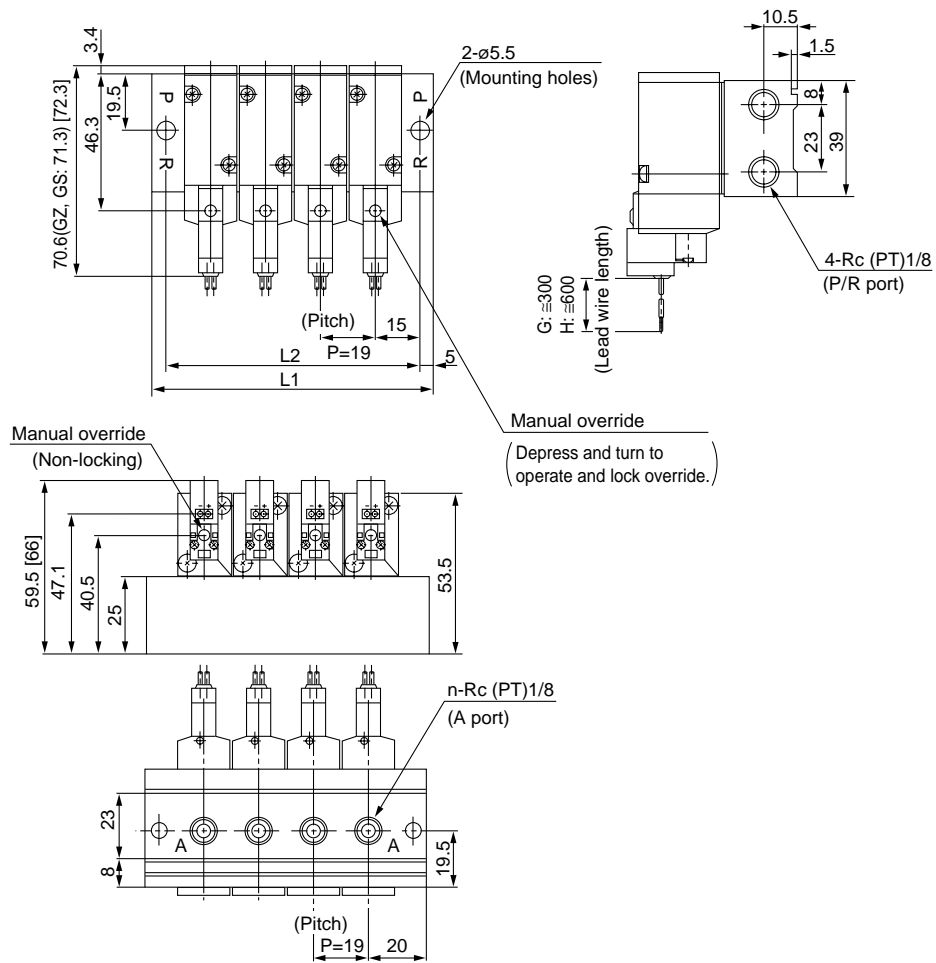 3.4
19.5
46.3
70.6(GZ, GS: 71.3) [72.3]
P
R
P
R
2-ø5.5
(Mounting holes)
(Pitch)
P=19
15
L2
5
L1
Manual override
(Depress and turn to
operate and lock override.)
10.5
1.5
8
23
39
4-Rc (PT)1/8
(P/R port)
G: ≅300
H: ≅600
(Lead wire length)
Manual override
(Non-locking)
- +
- +
- +
- +
59.5 [66]
47.1
40.5
25
53.5
n-Rc (PT)1/8
(A port)
A
A
23
8
19.5
(Pitch)
P=19
20